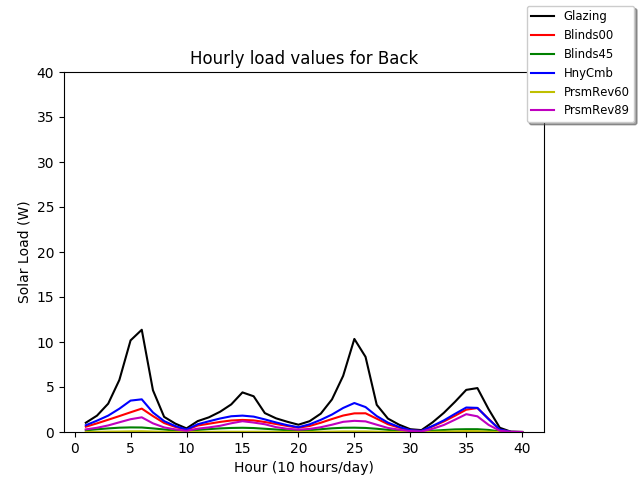 Glazing
Blinds00
Blinds45
HnyCmb
PrsmRev60
PrsmRev89
Hourly load values for Back
40
35
30
25
20
15
10
5
0
Solar Load (W)
0 5 10 15 20 25 30 35 40
Hour (10 hours/day)